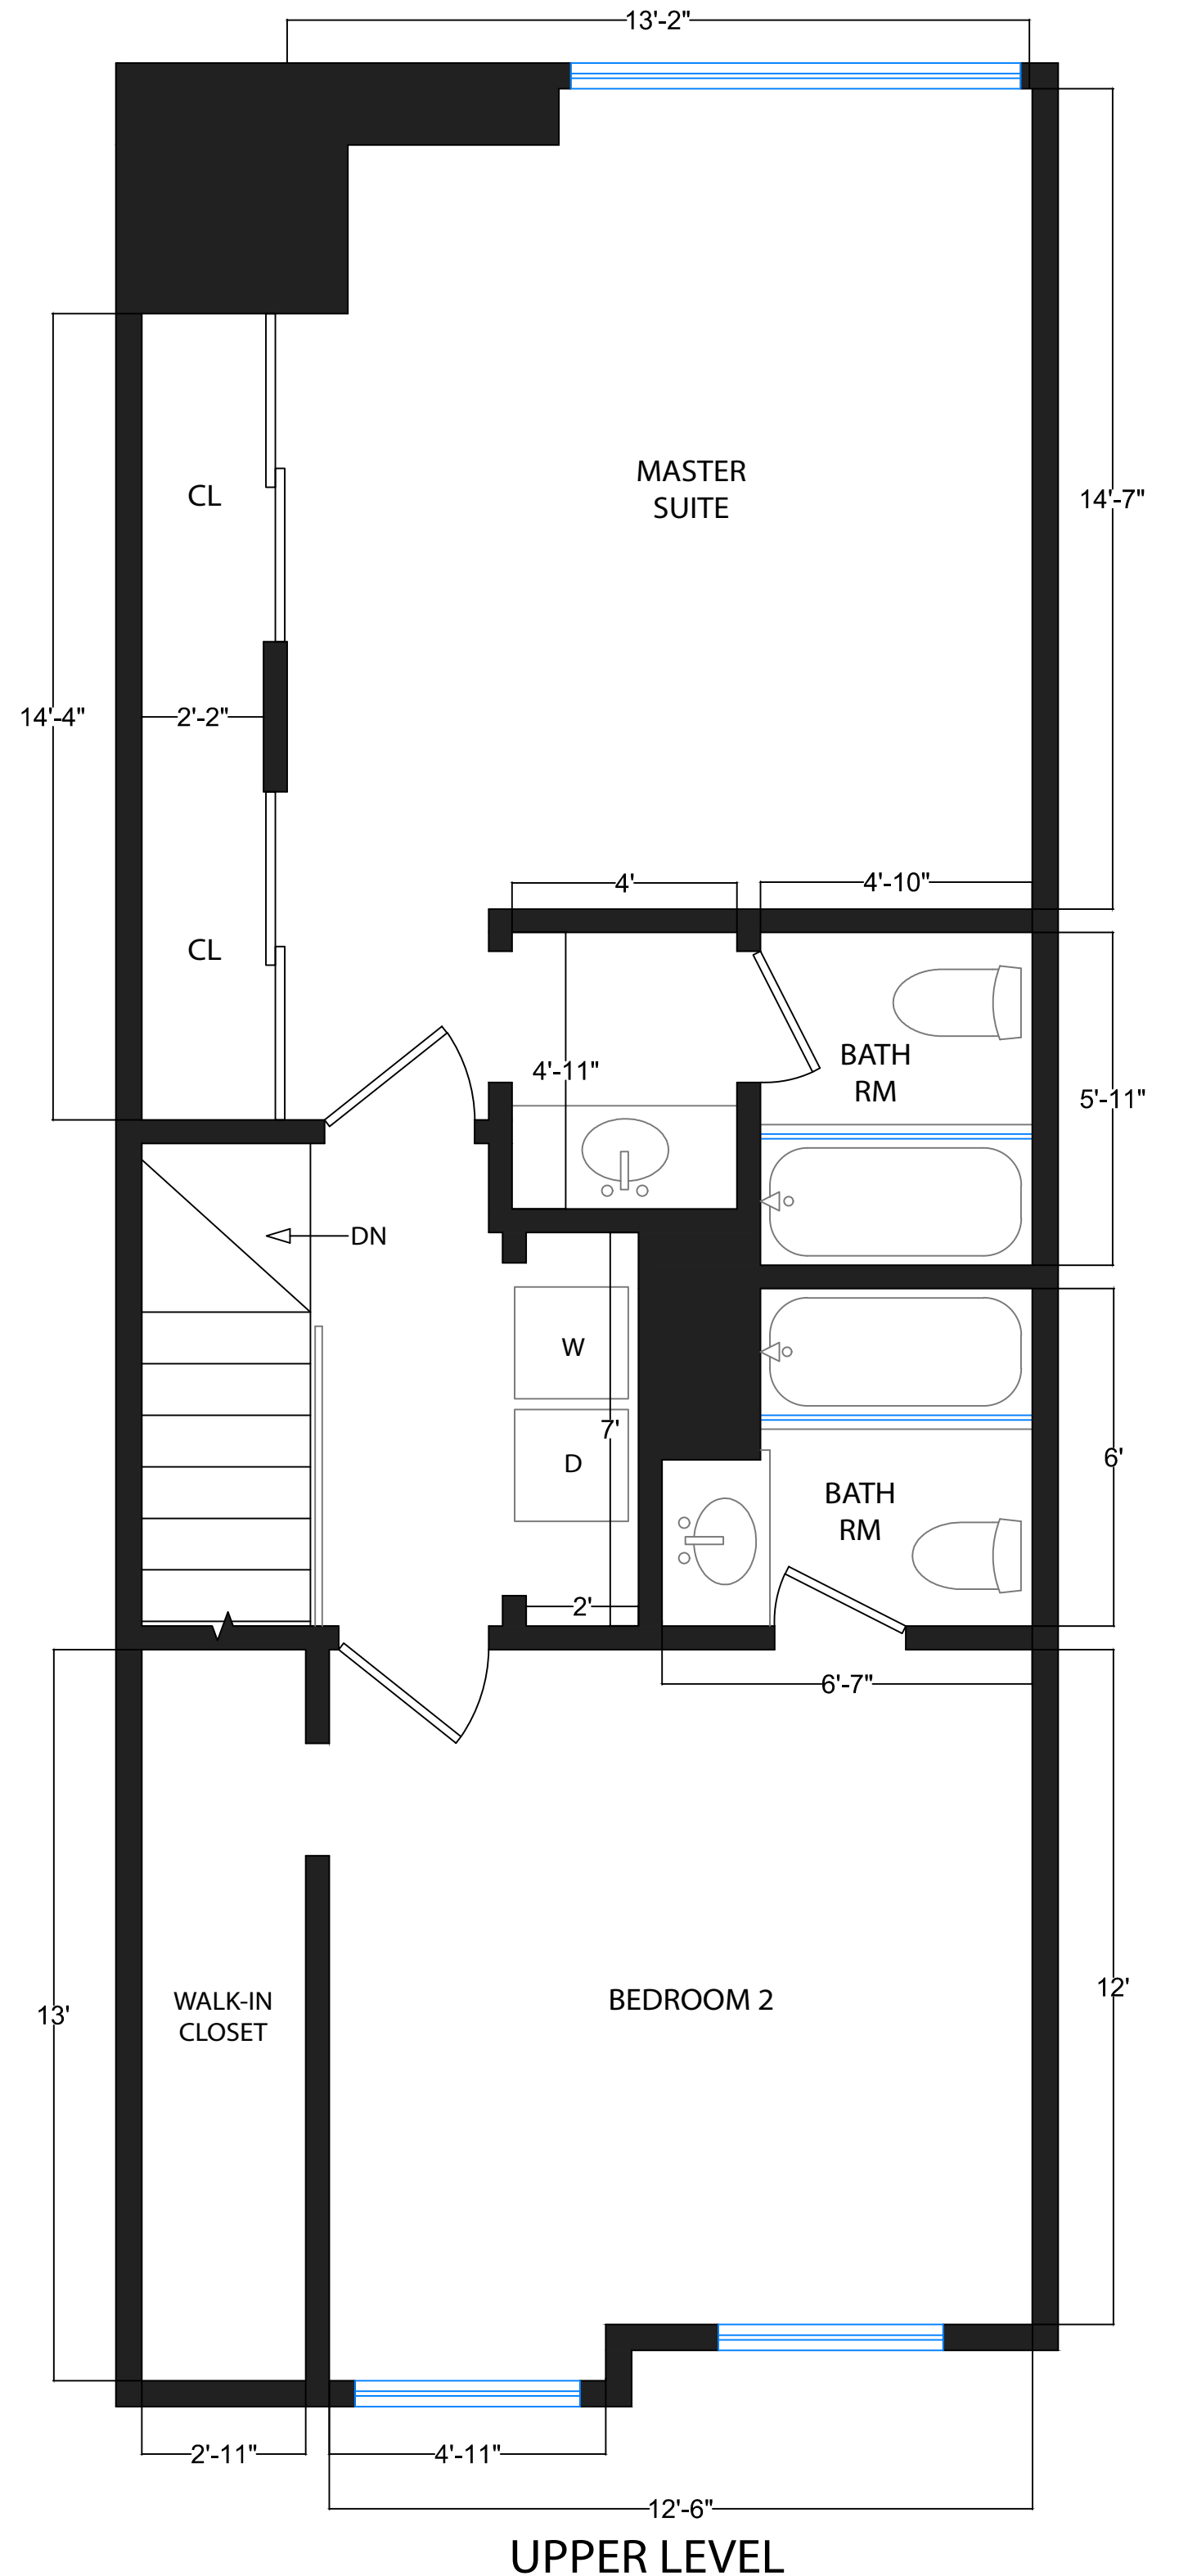 13'-2"
MASTER
SUITE
CL
14'-7"
14'-4"
2'-2"
4'
4'-10"
CL
BATH
RM
4'-11"
5'-11"
DN
W
7'
D
6'
BATH
RM
2'
6'-7"
WALK-IN
CLOSET
BEDROOM 2
12'
13'
2'-11"
4'-11"
12'-6"
UPPER LEVEL